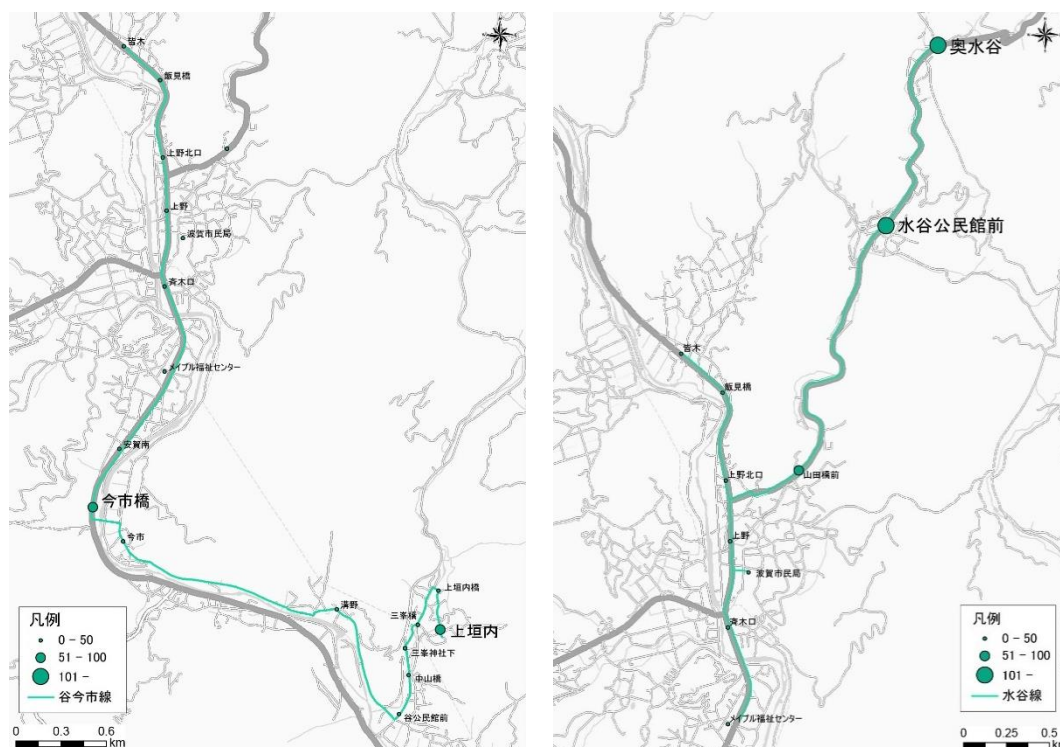 皆木
飯見橋
上野北口
上野
波賀市民局
斉木口
メイプル福祉センター
安賀南
今市橋
今市
溝野
上垣内橋
三峯橋
上垣内
三峯神社下
中山橋
谷公民館前
凡例
0 - 50
51 - 100
101 -
谷今市線
0 0.3 0.6
km
奥水谷
水谷公民館前
皆木
飯見橋
上野北口
山田橋前
上野
波賀市民局
斉木口
メイプル福祉センター
凡例
0 - 50
51 - 100
101 -
水谷線
0 0.25 0.5